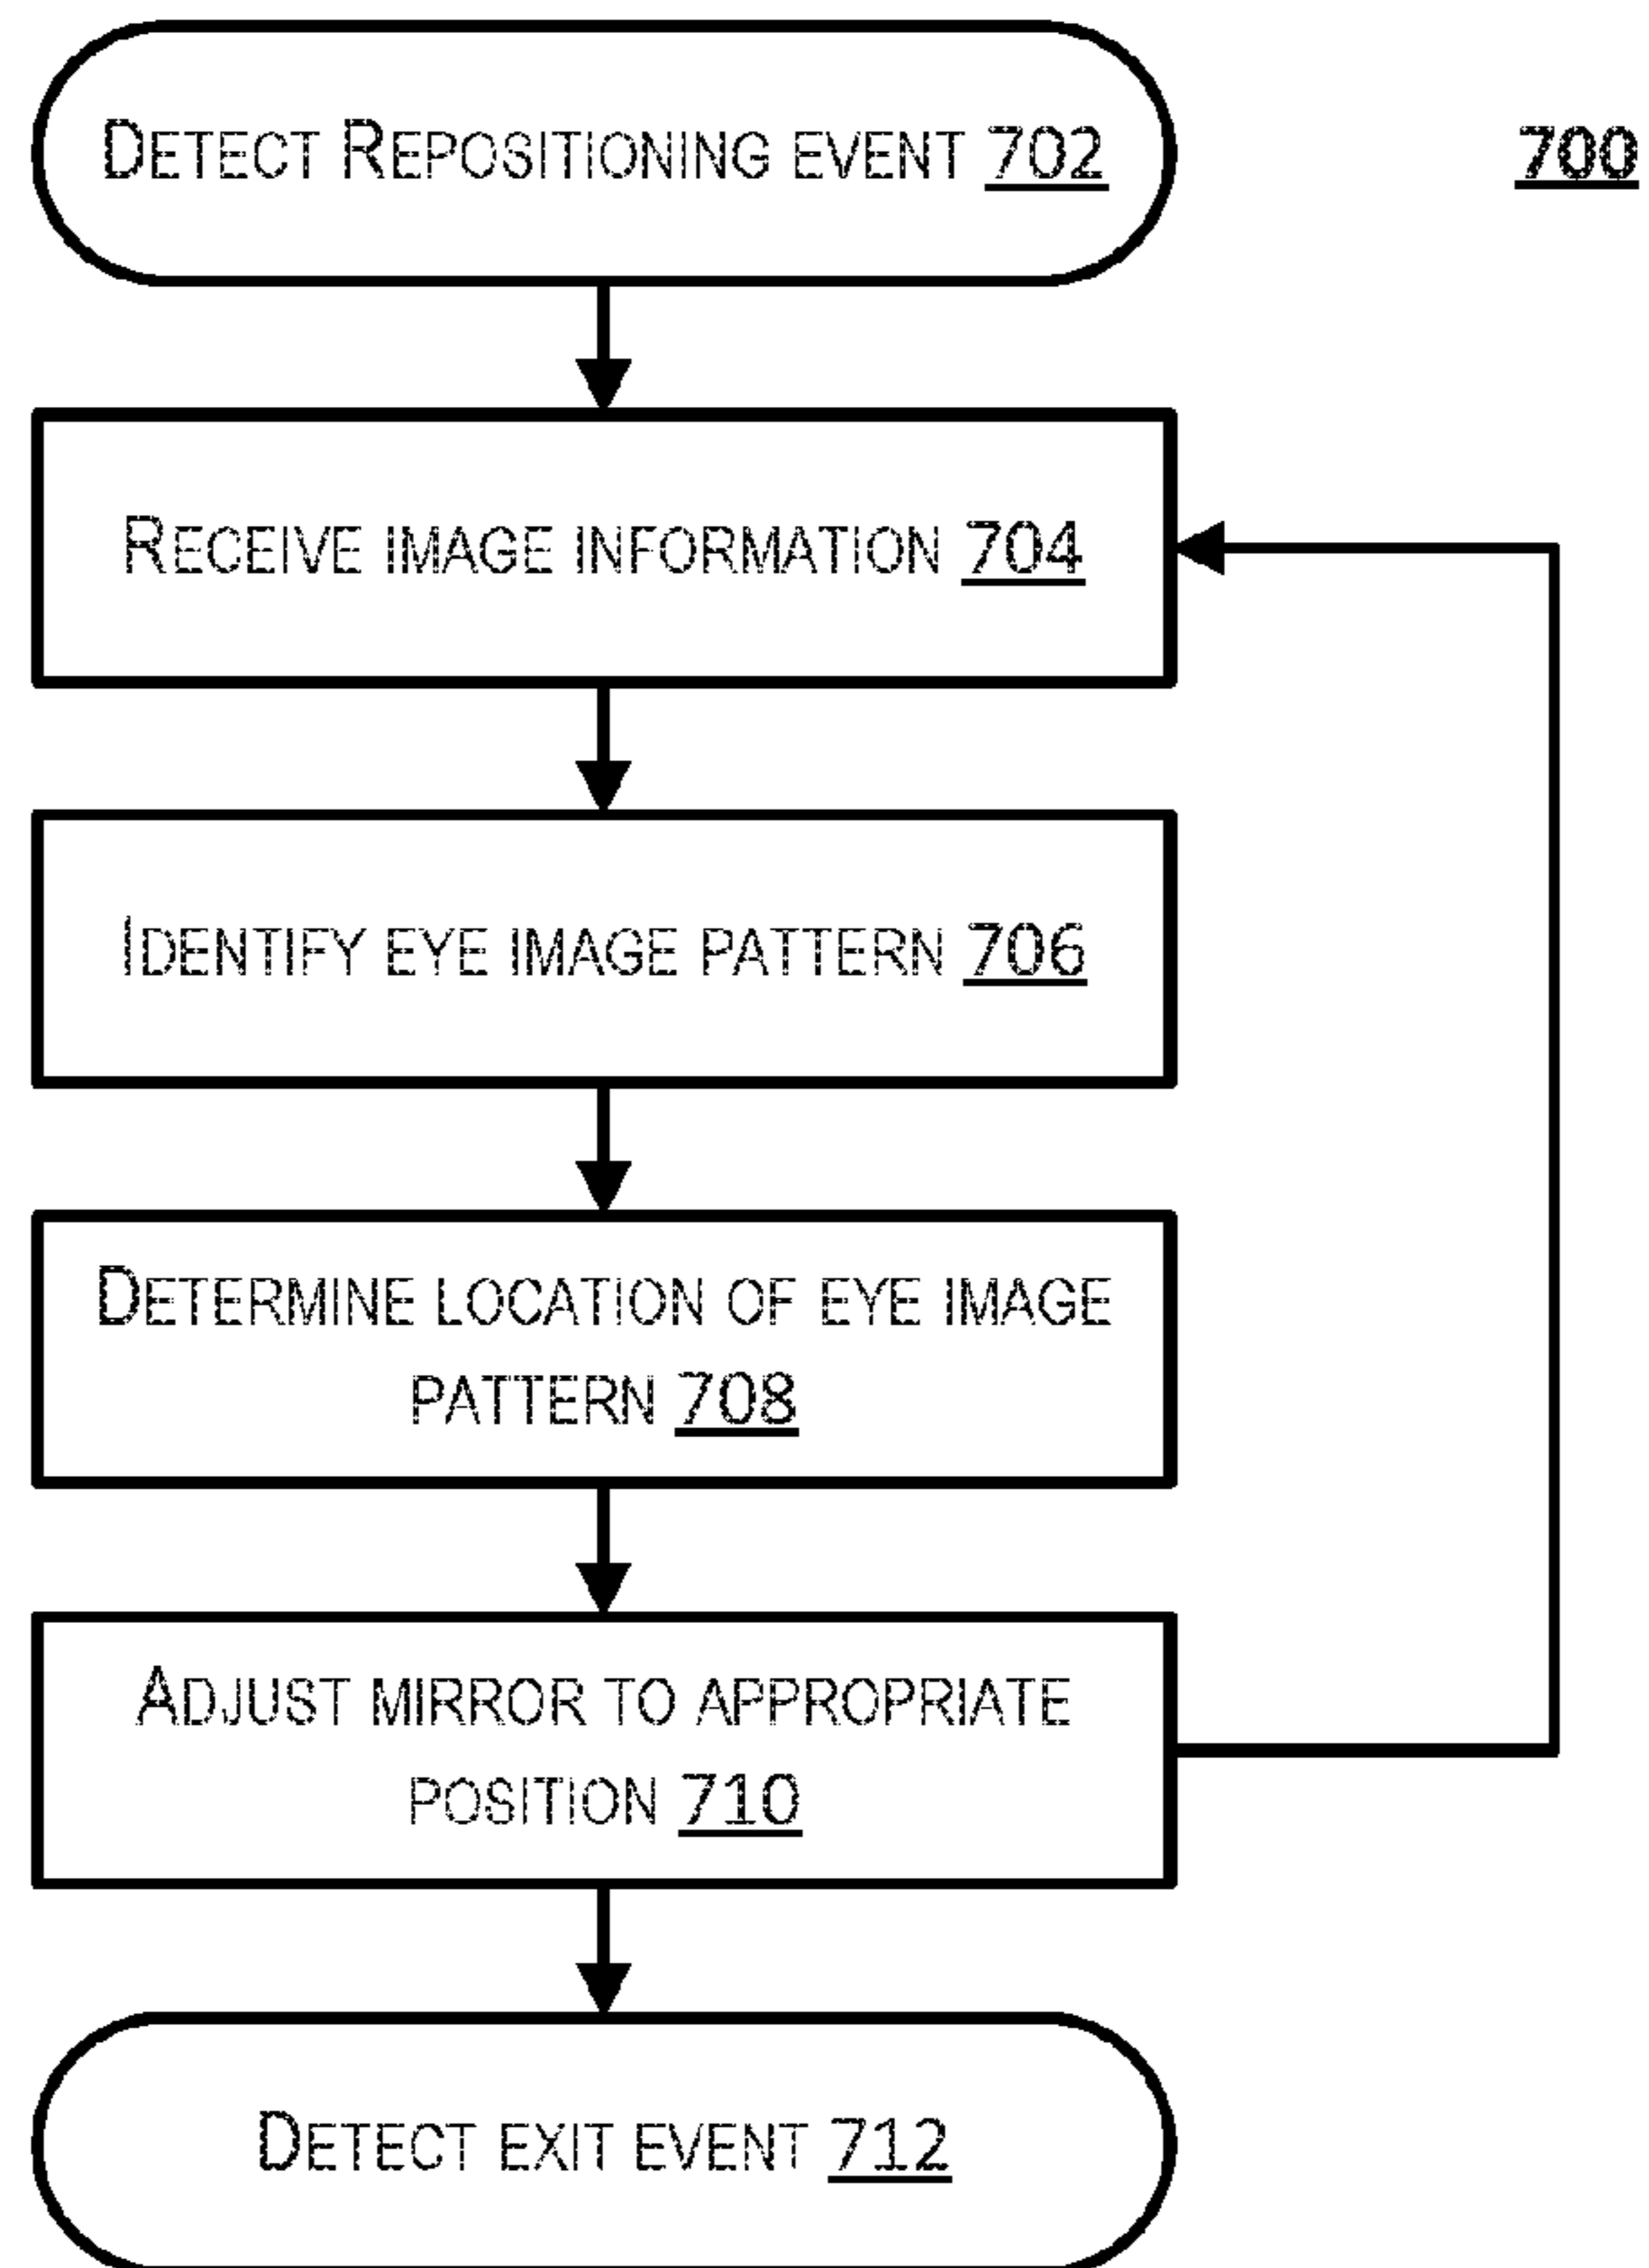 DETECT REPOSITIONING EVENT 702
700
RECEIVE IMAGE INFORMATION 704
IDENTIFY EYE IMAGE PATTERN 706
DETERMINE LOCATION OF EYE IMAGE
PATTERN 708
ADJUST MIRROR TO APPROPRIATE
POSITION 710
DETECT EXIT EVENT 712